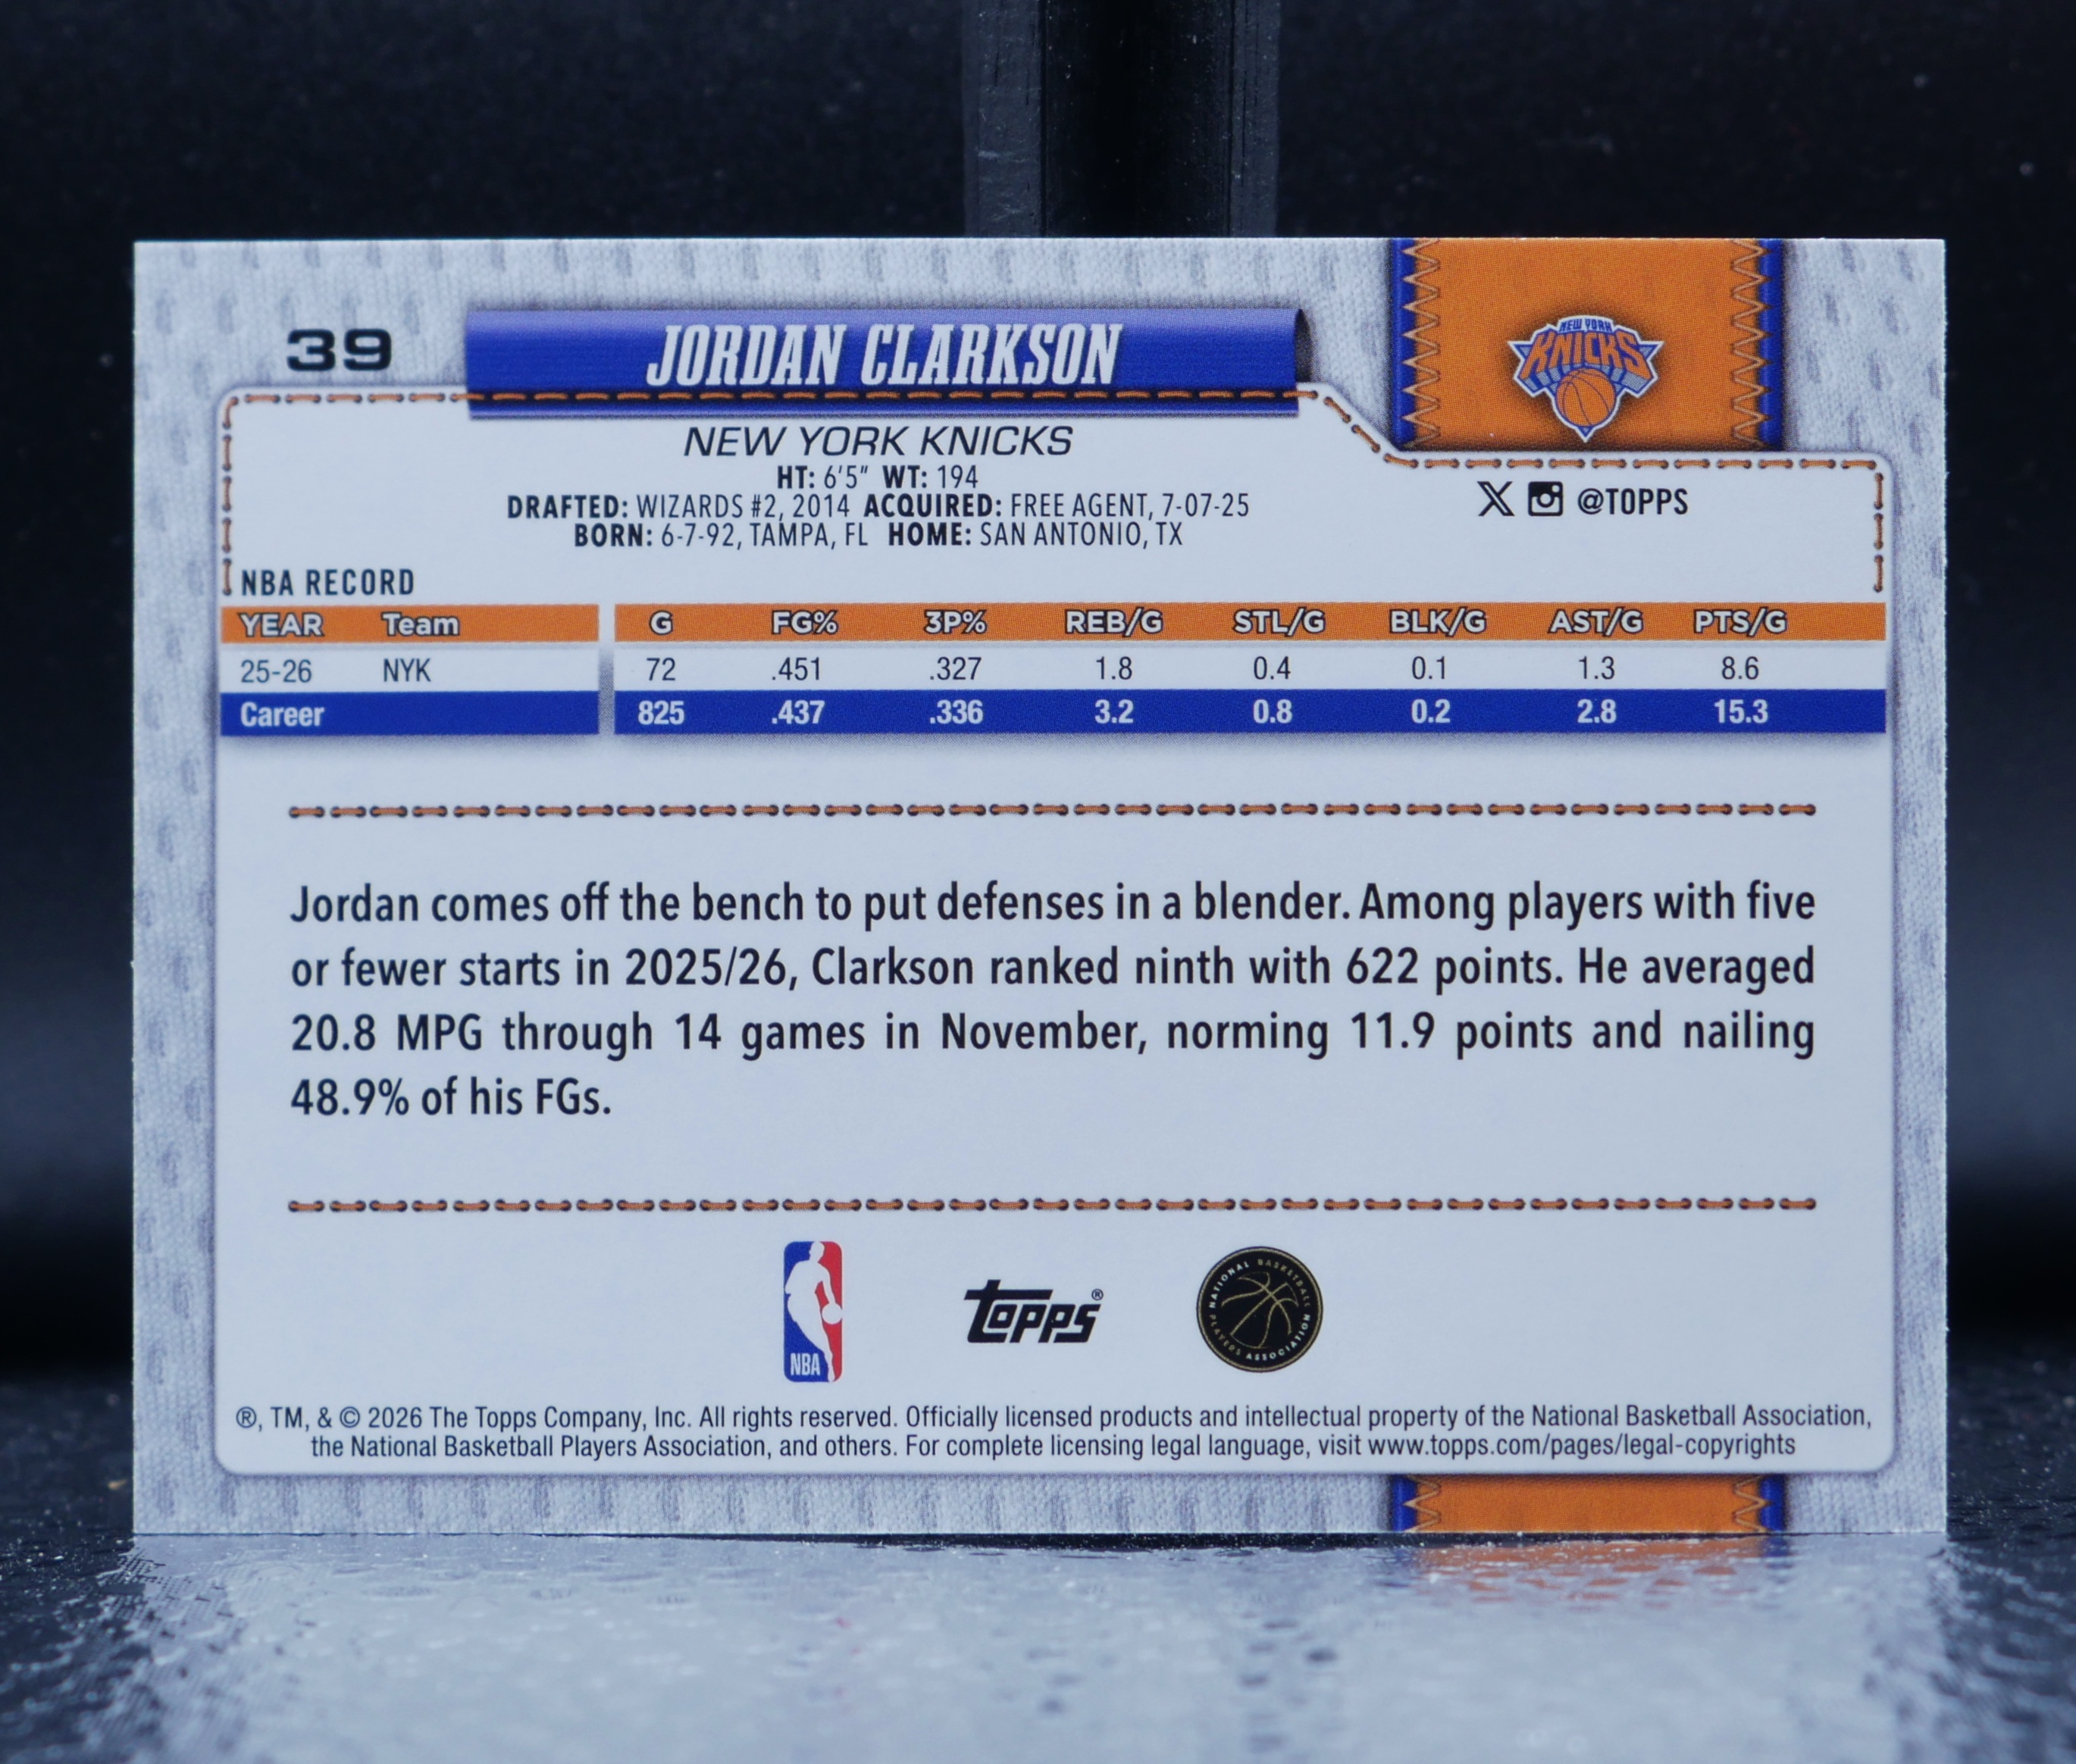 39
JORDAN CLARKSON
NEW YORK KNICKS
NEW YORK KNICKS
HT: 6'5" WT: 194
DRAFTED: WIZARDS #2, 2014 ACQUIRED: FREE AGENT, 7-07-25
BORN: 6-7-92, TAMPA, FL HOME: SAN ANTONIO, TX
@TOPPS
NBA RECORD
YEAR Team G FG% 3P% REB/G STL/G BLK/G AST/G PTS/G
25-26 NYK 72 .451 .327 1.8 0.4 0.1 1.3 8.6
Career 825 .437 .336 3.2 0.8 0.2 2.8 15.3
Jordan comes off the bench to put defenses in a blender. Among players with five
or fewer starts in 2025/26, Clarkson ranked ninth with 622 points. He averaged
20.8 MPG through 14 games in November, norming 11.9 points and nailing
48.9% of his FGs.
NBA
Topps®
NATIONAL BASKETBALL PLAYERS ASSOCIATION
®, TM, & © 2026 The Topps Company, Inc. All rights reserved. Officially licensed products and intellectual property of the National Basketball Association,
the National Basketball Players Association, and others. For complete licensing legal language, visit www.topps.com/pages/legal-copyrights